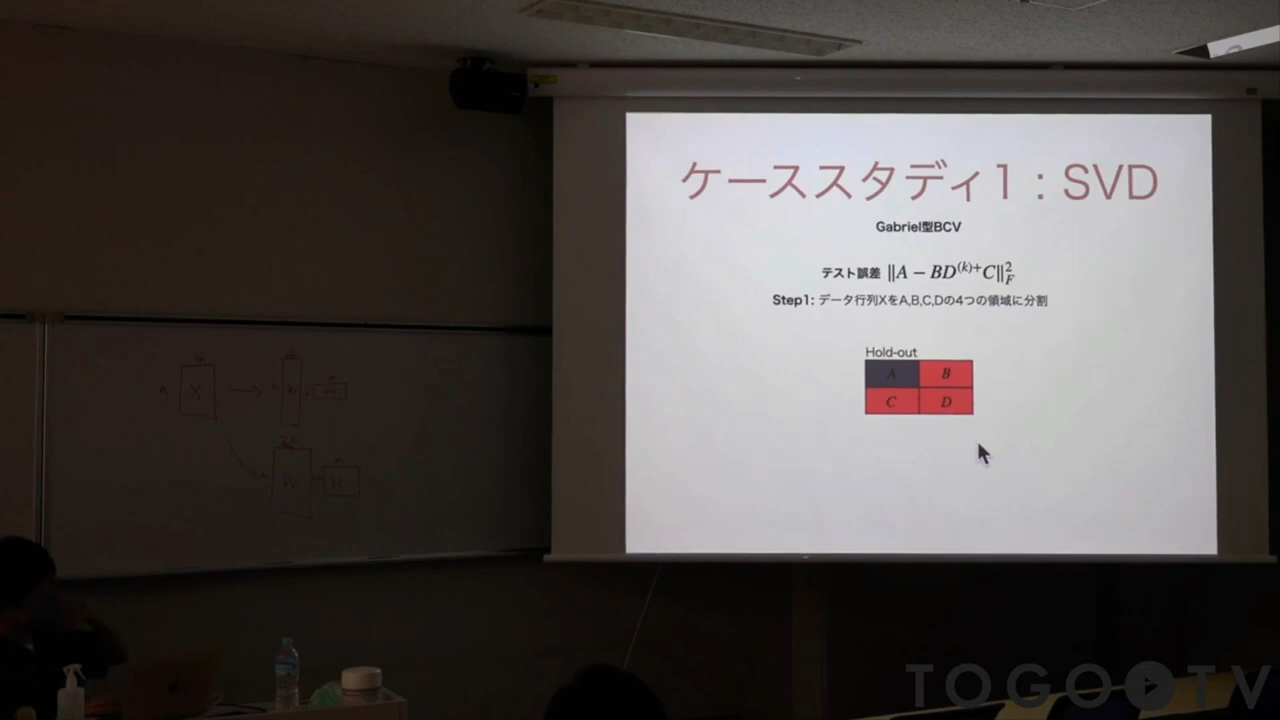 ケーススタディ1：SVD
Gabriel型BCV
テスト誤差 ‖A − BD^{(k)+}C‖_F^2
Step1: データ行列XをA,B,C,Dの4つの領域に分割
Hold-out
A B
C D
X
W
W H
TOGO TV